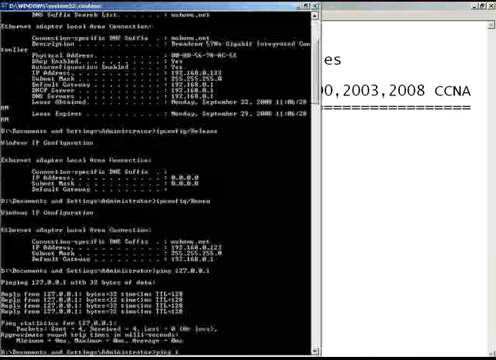 D:\WINDOWS\system32\cmd.exe
DNS Suffix Search List. . . . . . : mshome.net
Ethernet adapter Local Area Connection:
Connection-specific DNS Suffix . : mshome.net
Description . . . . . . . . . . . : Broadcom 57xx Gigabit Integrated Con
troller
Physical Address. . . . . . . . . :
Dhcp Enabled. . . . . . . . . . . : Yes
Autoconfiguration Enabled . . . . : Yes
IP Address. . . . . . . . . . . . : 192.168.0.123
Subnet Mask . . . . . . . . . . . : 255.255.255.0
Default Gateway . . . . . . . . . : 192.168.0.1
DHCP Server . . . . . . . . . . . : 192.168.0.1
DNS Servers . . . . . . . . . . . : 192.168.0.1
Lease Obtained. . . . . . . . . . : Monday, September 22, 2008 11:06:20
AM
Lease Expires . . . . . . . . . . : Monday, September 29, 2008 11:06:20
AM
D:\Documents and Settings\Administrator>ipconfig/Release
Windows IP Configuration
Ethernet adapter Local Area Connection:
Connection-specific DNS Suffix . :
IP Address. . . . . . . . . . . . : 0.0.0.0
Subnet Mask . . . . . . . . . . . : 0.0.0.0
Default Gateway . . . . . . . . . :
D:\Documents and Settings\Administrator>ipconfig/Renew
Windows IP Configuration
Ethernet adapter Local Area Connection:
Connection-specific DNS Suffix . : mshome.net
IP Address. . . . . . . . . . . . : 192.168.0.123
Subnet Mask . . . . . . . . . . . : 255.255.255.0
Default Gateway . . . . . . . . . : 192.168.0.1
D:\Documents and Settings\Administrator>ping 127.0.0.1
Pinging 127.0.0.1 with 32 bytes of data:
Reply from 127.0.0.1: bytes=32 time<1ms TTL=128
Reply from 127.0.0.1: bytes=32 time<1ms TTL=128
Reply from 127.0.0.1: bytes=32 time<1ms TTL=128
Reply from 127.0.0.1: bytes=32 time<1ms TTL=128
Ping statistics for 127.0.0.1:
Packets: Sent = 4, Received = 4, Lost = 0 (0% loss),
Approximate round trip times in milli-seconds:
Minimum = 0ms, Maximum = 0ms, Average = 0ms
D:\Documents and Settings\Administrator>ping 1
es
00,2003,2008 CCNA
==================